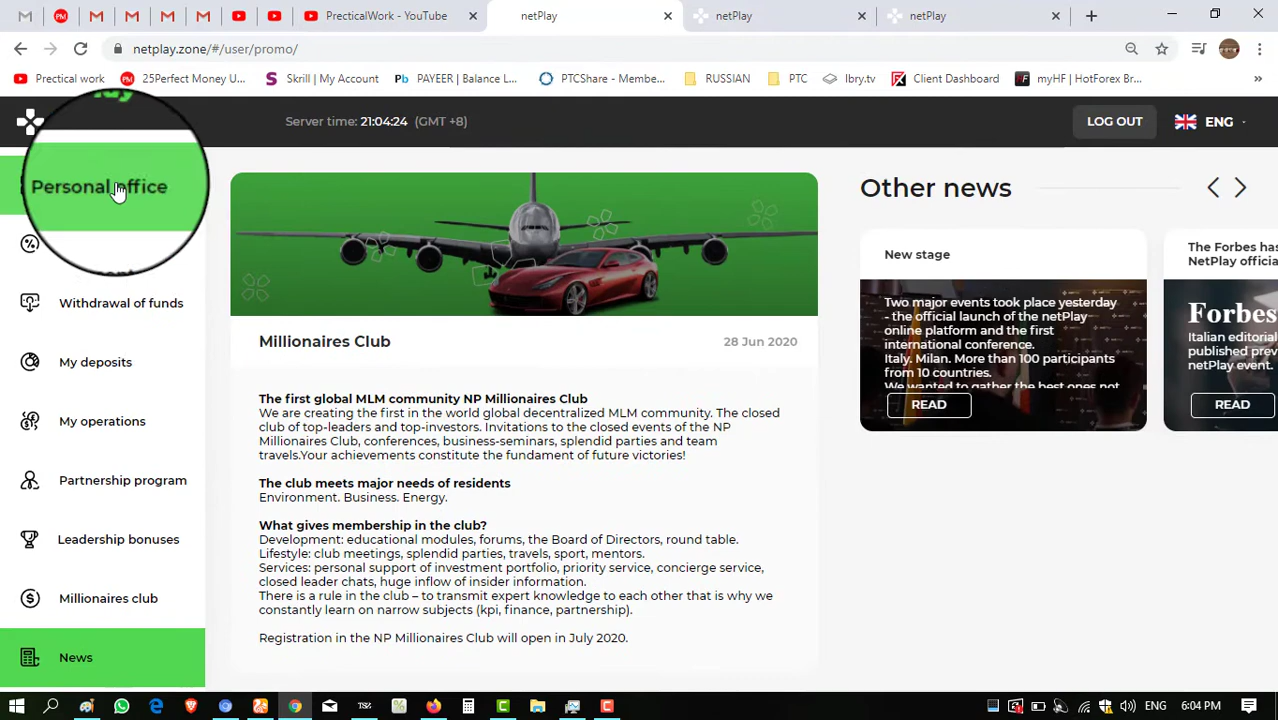 PrecticalWork - YouTube
netPlay
netPlay
netPlay
netplay.zone/#/user/promo/
Prectical work
25Perfect Money U...
Skrill | My Account
PAYEER | Balance L...
PTCShare - Membe...
RUSSIAN
PTC
lbry.tv
Client Dashboard
myHF | HotForex Br...
Server time: 21:04:24 (GMT +8)
LOG OUT
ENG
Personal office
Withdrawal of funds
My deposits
My operations
Partnership program
Leadership bonuses
Millionaires club
News
Millionaires Club
28 Jun 2020
The first global MLM community NP Millionaires Club
We are creating the first in the world global decentralized MLM community. The closed
club of top-leaders and top-investors. Invitations to the closed events of the NP
Millionaires Club, conferences, business-seminars, splendid parties and team
travels.Your achievements constitute the fundament of future victories!
The club meets major needs of residents
Environment. Business. Energy.
What gives membership in the club?
Development: educational modules, forums, the Board of Directors, round table.
Lifestyle: club meetings, splendid parties, travels, sport, mentors.
Services: personal support of investment portfolio, priority service, concierge service,
closed leader chats, huge inflow of insider information.
There is a rule in the club – to transmit expert knowledge to each other that is why we
constantly learn on narrow subjects (kpi, finance, partnership).
Registration in the NP Millionaires Club will open in July 2020.
Other news
New stage
Two major events took place yesterday
- the official launch of the netPlay
online platform and the first
international conference.
Italy. Milan. More than 100 participants
from 10 countries.
We wanted to gather the best ones not
READ
The Forbes has
NetPlay officia
Forbes
Italian editorial
published prev
netPlay event.
READ
ENG
6:04 PM